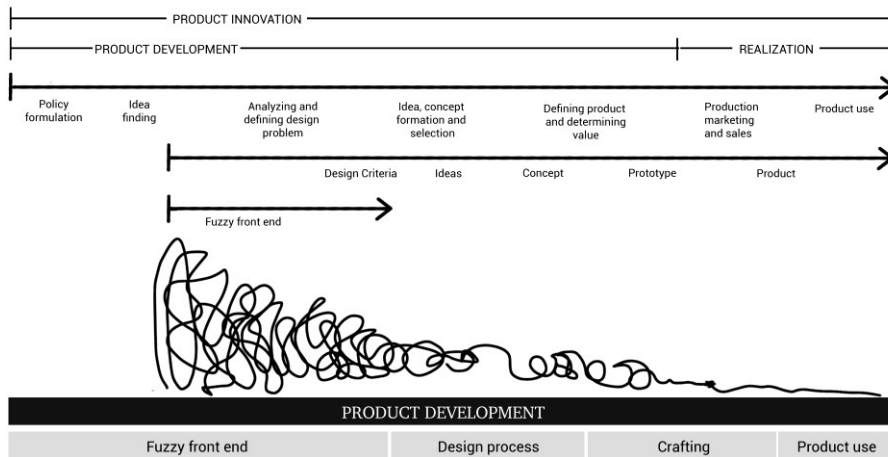 PRODUCT INNOVATION
PRODUCT DEVELOPMENT
REALIZATION
Policy
formulation
Idea
finding
Analyzing and
defining design
problem
Idea, concept
formation and
selection
Defining product
and determining
value
Production
marketing
and sales
Product use
Design Criteria
Ideas
Concept
Prototype
Product
Fuzzy front end
PRODUCT DEVELOPMENT
Fuzzy front end
Design process
Crafting
Product use